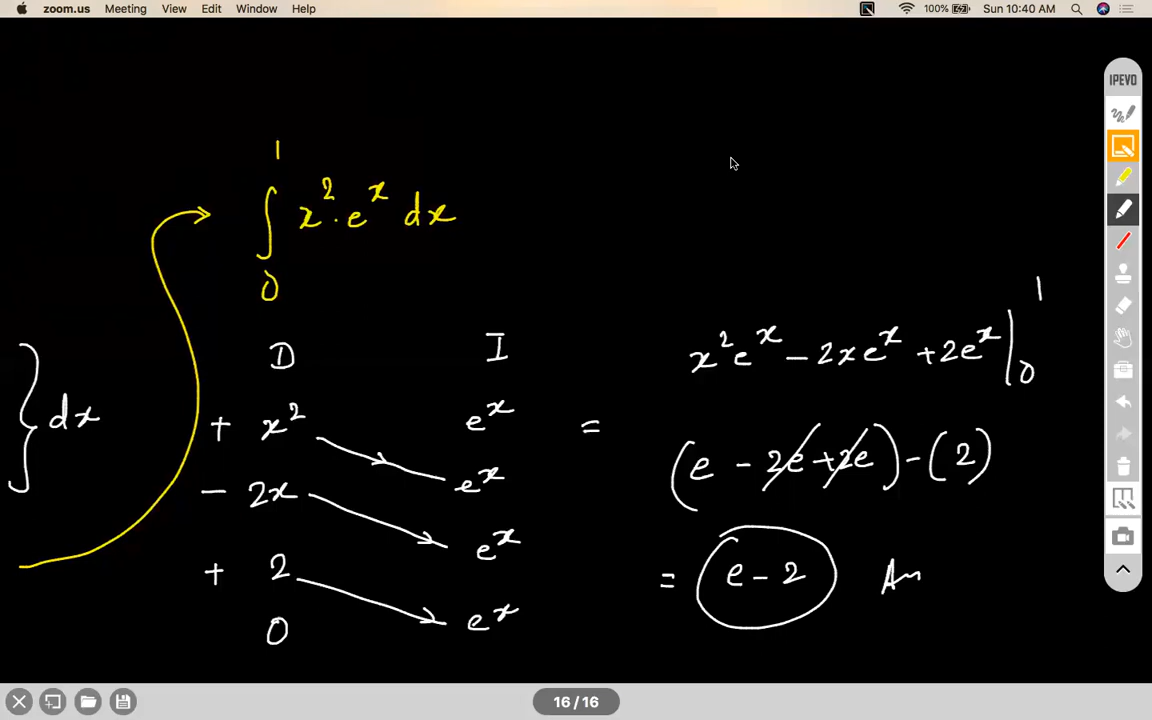 zoom.us Meeting View Edit Window Help 100% Sun 10:40 AM
IPEVO
1
∫ x² · eˣ dx
0
D I
} dx
+ x² eˣ
- 2x eˣ
+ 2 eˣ
0 eˣ
= x²eˣ - 2xeˣ + 2eˣ |₀¹
(e - 2e + 2e) - (2)
= e - 2 Ans
16 / 16